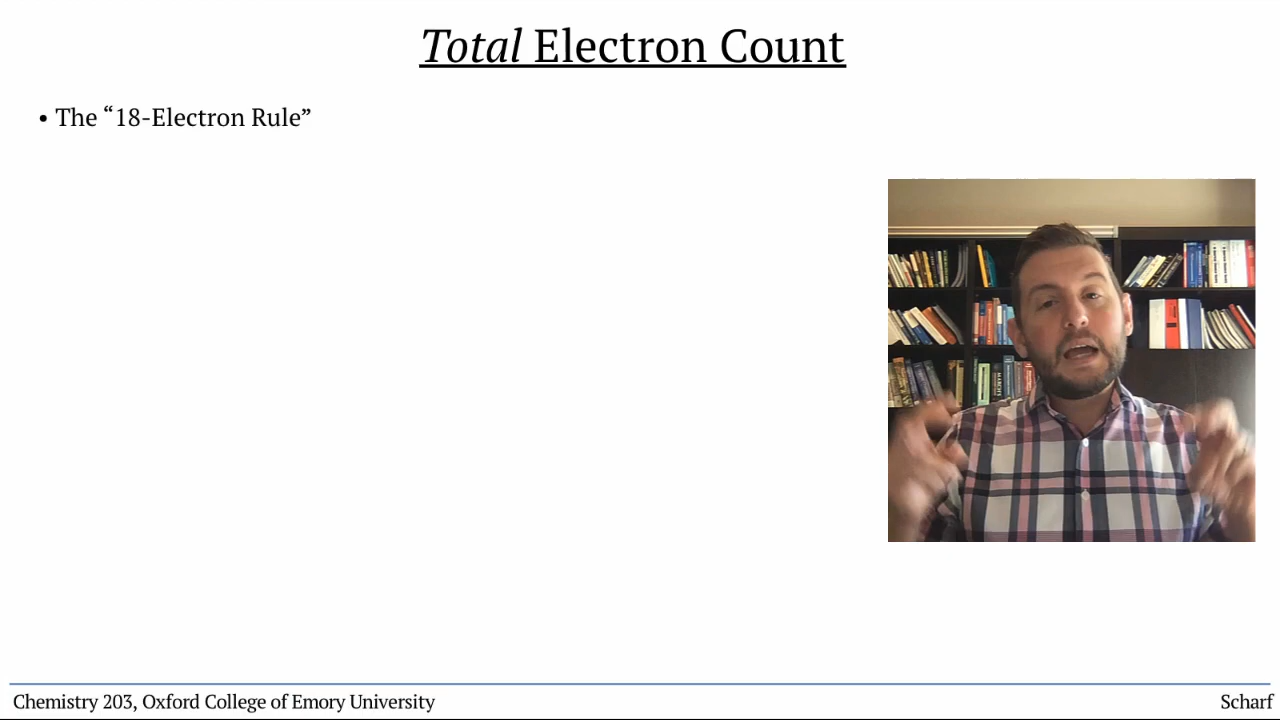 Total Electron Count
• The “18-Electron Rule”
Chemistry 203, Oxford College of Emory University
Scharf